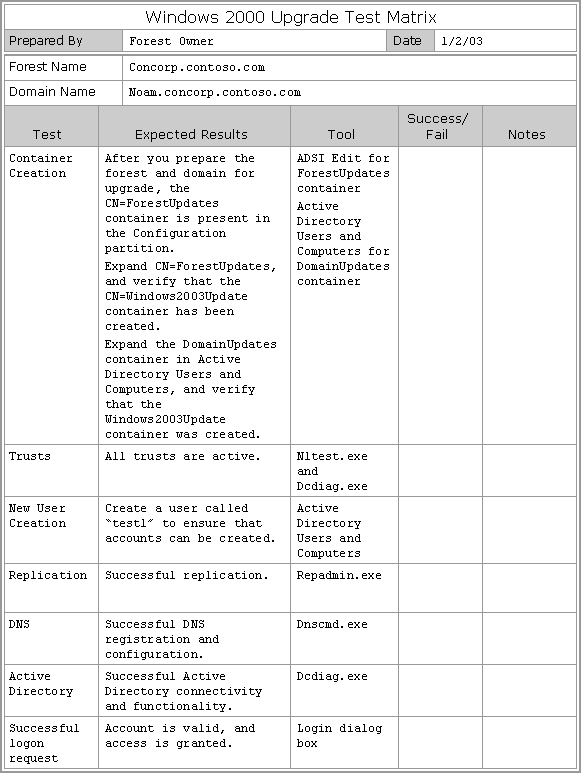 Windows 2000 Upgrade Test Matrix
Prepared By
Forest Owner
Date
1/2/03
Forest Name
Concorp.contoso.com
Domain Name
Noam.concorp.contoso.com
Test
Expected Results
Tool
Success/
Fail
Notes
Container
Creation
After you prepare the
forest and domain for
upgrade, the
CN=ForestUpdates
container is present in
the Configuration
partition.
Expand CN=ForestUpdates,
and verify that the
CN=Windows2003Update
container has been
created.
Expand the DomainUpdates
container in Active
Directory Users and
Computers, and verify
that the
Windows2003Update
container was created.
ADSI Edit for
ForestUpdates
container
Active
Directory
Users and
Computers for
DomainUpdates
container
Trusts
All trusts are active.
Nltest.exe
and
Dcdiag.exe
New User
Creation
Create a user called
“test1” to ensure that
accounts can be created.
Active
Directory
Users and
Computers
Replication
Successful replication.
Repadmin.exe
DNS
Successful DNS
registration and
configuration.
Dnscmd.exe
Active
Directory
Successful Active
Directory connectivity
and functionality.
Dcdiag.exe
Successful
logon
request
Account is valid, and
access is granted.
Login dialog
box